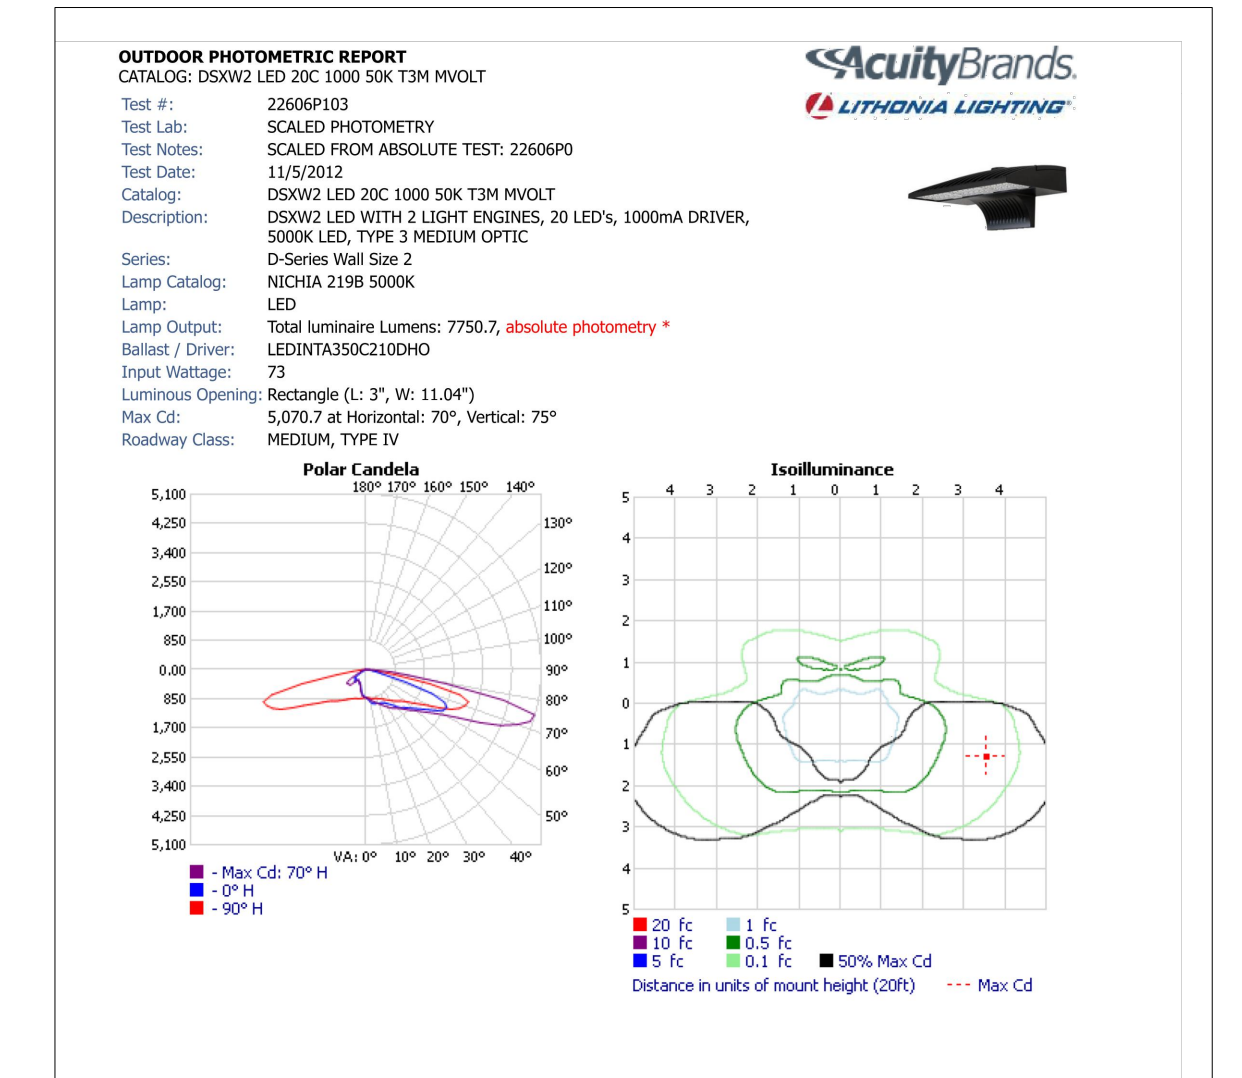 OUTDOOR PHOTOMETRIC REPORT
CATALOG: DSXW2 LED 20C 1000 50K T3M MVOLT
AcuityBrands.
LITHONIA LIGHTING®
Test #: 22606P103
Test Lab: SCALED PHOTOMETRY
Test Notes: SCALED FROM ABSOLUTE TEST: 22606P0
Test Date: 11/5/2012
Catalog: DSXW2 LED 20C 1000 50K T3M MVOLT
Description: DSXW2 LED WITH 2 LIGHT ENGINES, 20 LED's, 1000mA DRIVER,
5000K LED, TYPE 3 MEDIUM OPTIC
Series: D-Series Wall Size 2
Lamp Catalog: NICHIA 219B 5000K
Lamp: LED
Lamp Output: Total luminaire Lumens: 7750.7, absolute photometry *
Ballast / Driver: LEDINTA350C210DHO
Input Wattage: 73
Luminous Opening: Rectangle (L: 3", W: 11.04")
Max Cd: 5,070.7 at Horizontal: 70°, Vertical: 75°
Roadway Class: MEDIUM, TYPE IV
Polar Candela
180° 170° 160° 150° 140°
5,100
4,250
3,400
2,550
1,700
850
0.00
850
1,700
2,550
3,400
4,250
5,100
130°
120°
110°
100°
90°
80°
70°
60°
50°
VA: 0° 10° 20° 30° 40°
- Max Cd: 70° H
- 0° H
- 90° H
Isoilluminance
4 3 2 1 0 1 2 3 4
5
4
3
2
1
0
1
2
3
4
5
20 fc 1 fc
10 fc 0.5 fc
5 fc 0.1 fc 50% Max Cd
Distance in units of mount height (20ft) --- Max Cd